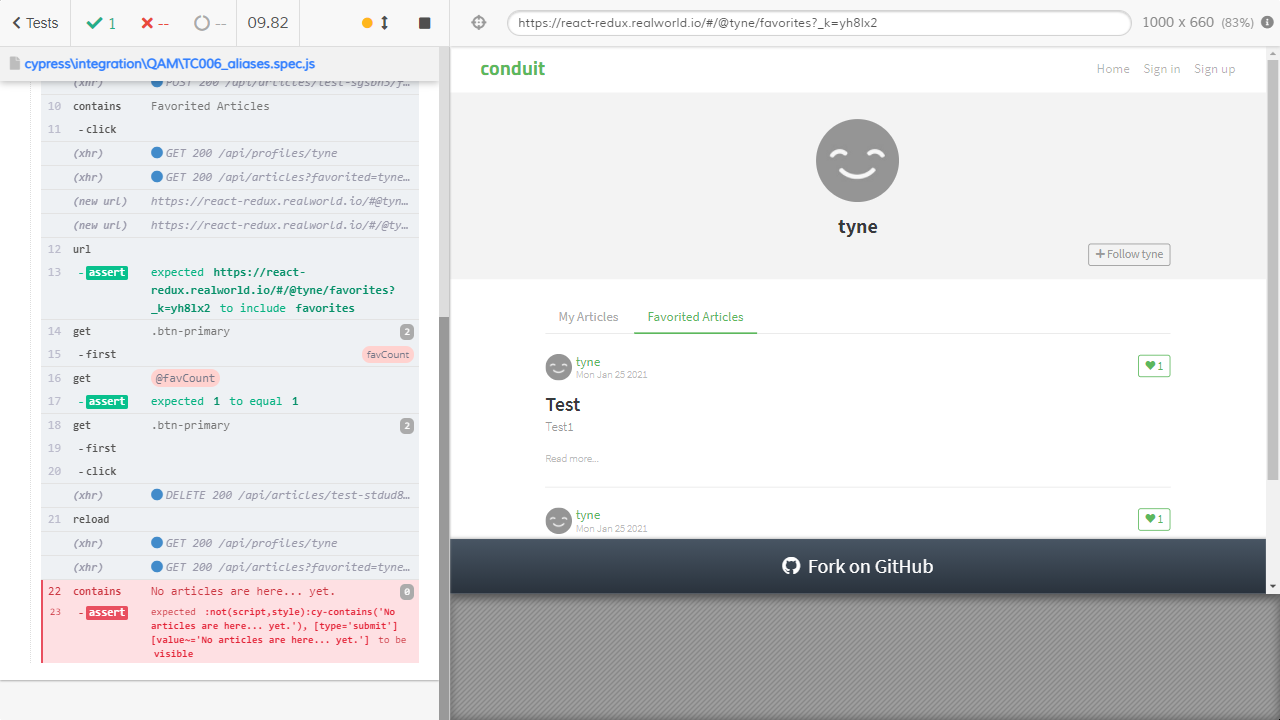 Tests
1
--
--
09.82
https://react-redux.realworld.io/#/@tyne/favorites?_k=yh8lx2
1000 x 660 (83%)
cypress\integration\QAM\TC006_aliases.spec.js
10 contains Favorited Articles
11 -click
(xhr) GET 200 /api/profiles/tyne
(xhr) GET 200 /api/articles?favorited=tyne…
(new url) https://react-redux.realworld.io/#@tyn…
(new url) https://react-redux.realworld.io/#/@ty…
12 url
13 -assert expected https://react-
redux.realworld.io/#/@tyne/favorites?
_k=yh8lx2 to include favorites
14 get .btn-primary 2
15 -first favCount
16 get @favCount
17 -assert expected 1 to equal 1
18 get .btn-primary 2
19 -first
20 -click
(xhr) DELETE 200 /api/articles/test-stdud8…
21 reload
(xhr) GET 200 /api/profiles/tyne
(xhr) GET 200 /api/articles?favorited=tyne…
22 contains No articles are here... yet. 0
23 -assert expected :not(script,style):cy-contains('No
articles are here... yet.'), [type='submit']
[value~='No articles are here... yet.'] to be
visible
conduit
Home Sign in Sign up
tyne
+ Follow tyne
My Articles Favorited Articles
tyne
Mon Jan 25 2021
1
Test
Test1
Read more...
tyne
Mon Jan 25 2021
1
Fork on GitHub